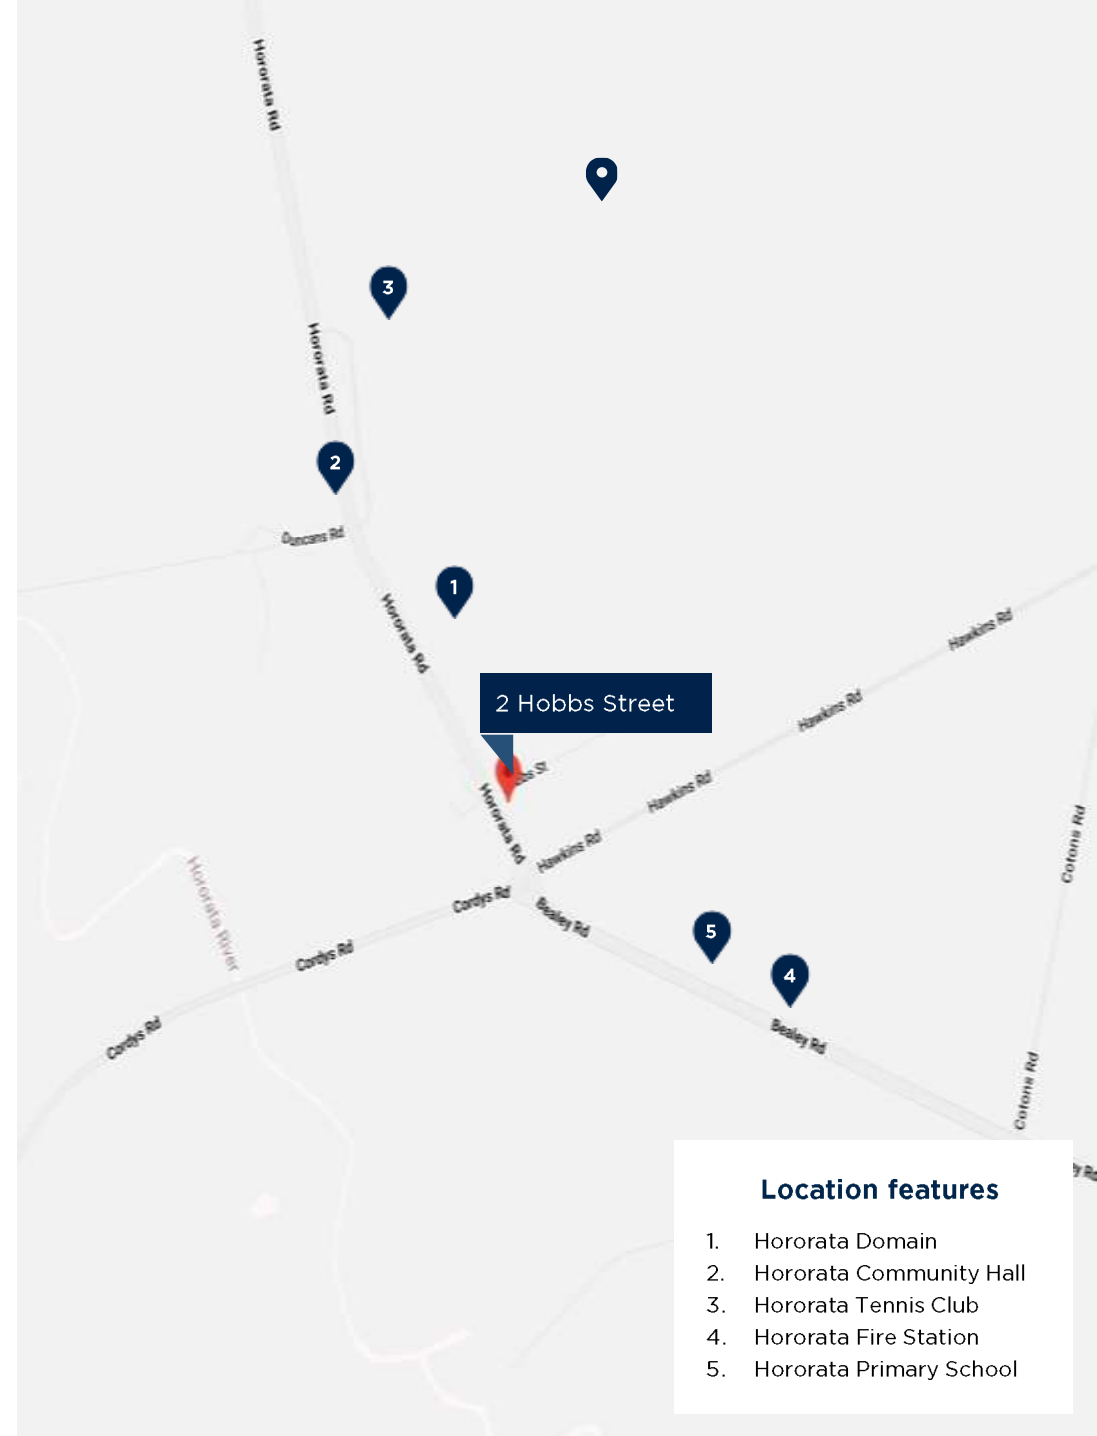 Hororata Rd
3
Hororata Rd
2
Duncans Rd
1
Hororata Rd
Hawkins Rd
2 Hobbs Street
Hawkins Rd
St
Hawkins Rd
Hororata Rd
Hawkins Rd
Cotons Rd
Cordys Rd
Bealey Rd
Hororata River
5
Cordys Rd
4
Cordys Rd
Bealey Rd
Cotons Rd
Rd
Location features
1. Hororata Domain
2. Hororata Community Hall
3. Hororata Tennis Club
4. Hororata Fire Station
5. Hororata Primary School